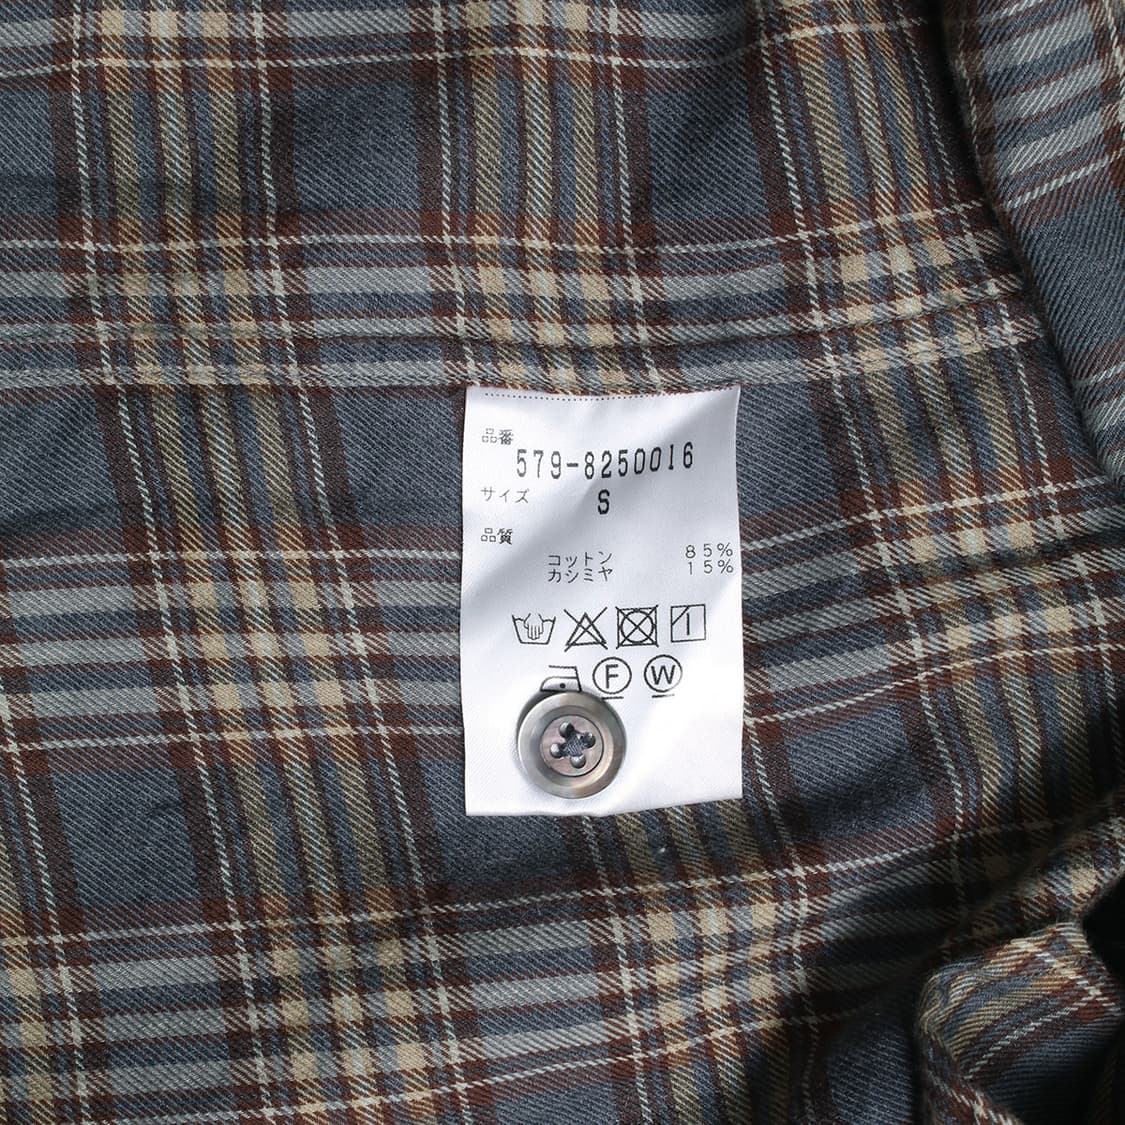 品番
579-8250016
サイズ
S
品質
コットン 85%
カシミヤ 15%
F W